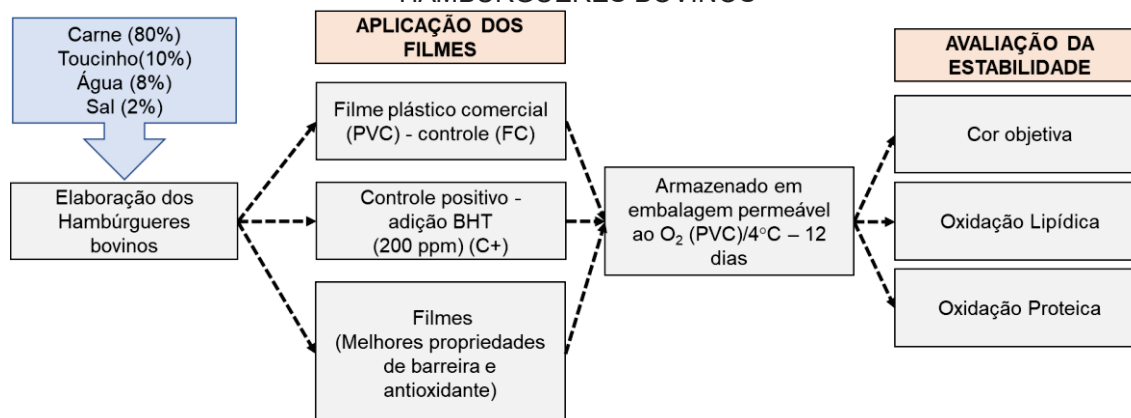 HAMBÚRGUERES BOVINOS
Carne (80%)
Toucinho(10%)
Água (8%)
Sal (2%)
Elaboração dos
Hambúrgueres
bovinos
APLICAÇÃO DOS
FILMES
Filme plástico comercial
(PVC) - controle (FC)
Controle positivo -
adição BHT
(200 ppm) (C+)
Filmes
(Melhores propriedades
de barreira e
antioxidante)
Armazenado em
embalagem permeável
ao O₂ (PVC)/4°C – 12
dias
AVALIAÇÃO DA
ESTABILIDADE
Cor objetiva
Oxidação Lipídica
Oxidação Proteica